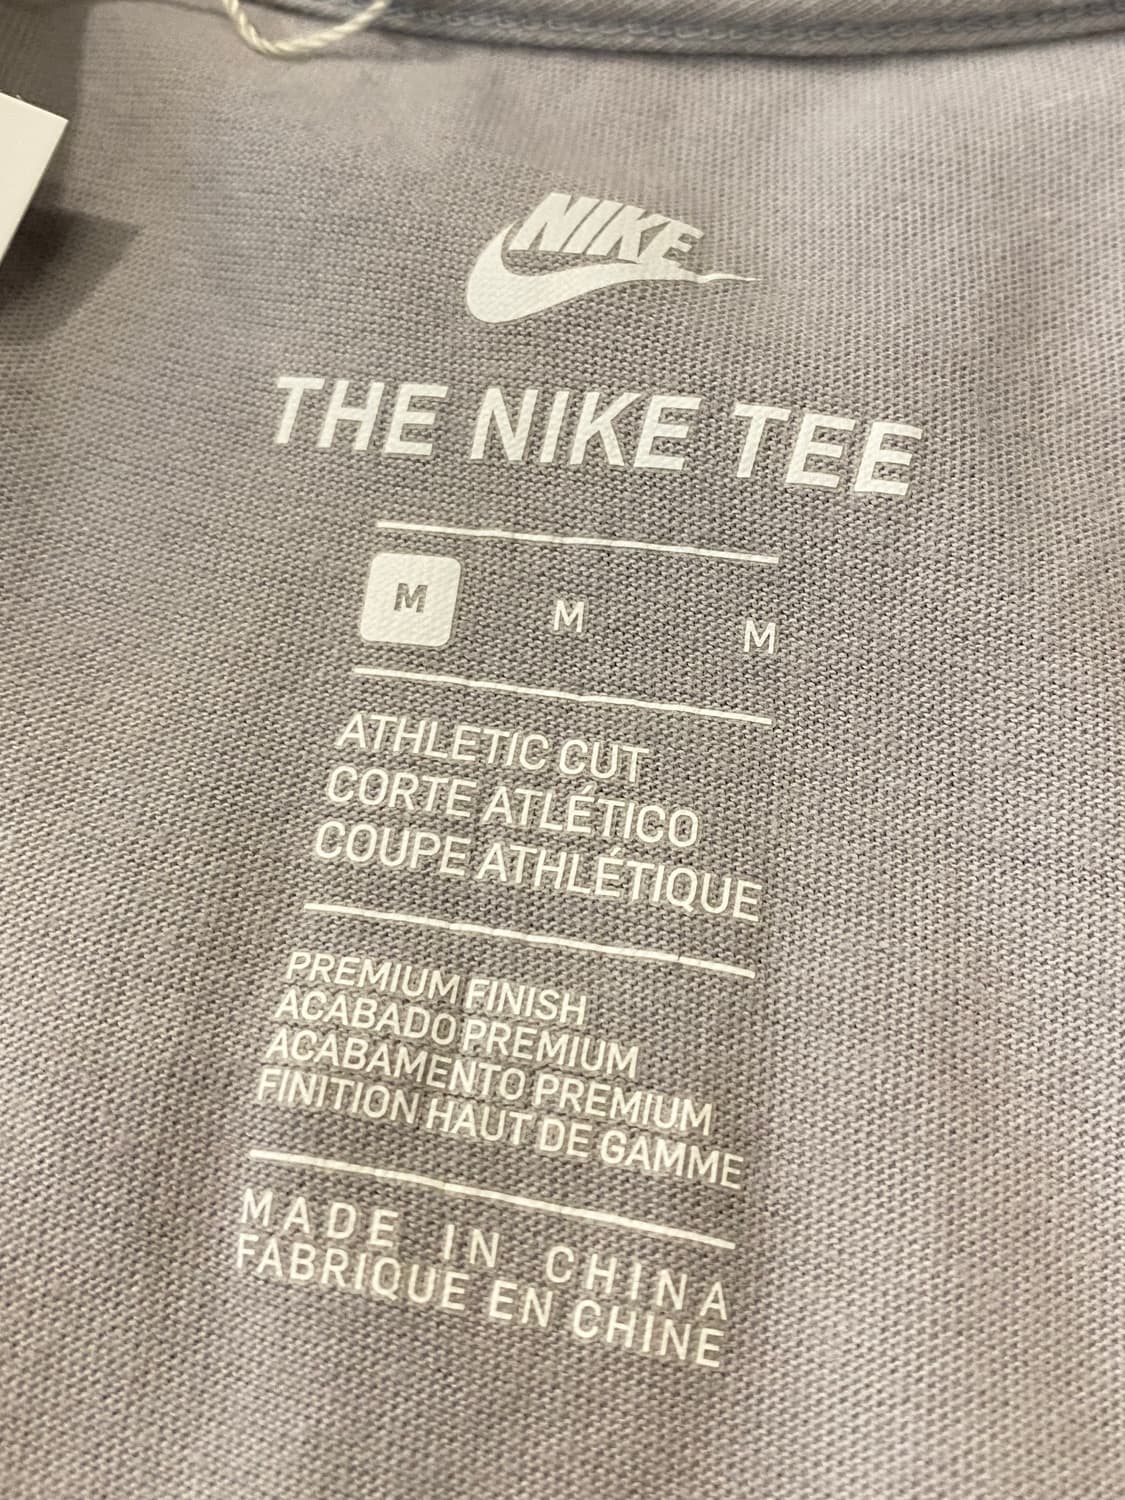 NIKE
THE NIKE TEE
M M M
ATHLETIC CUT
CORTE ATLÉTICO
COUPE ATHLÉTIQUE
PREMIUM FINISH
ACABADO PREMIUM
ACABAMENTO PREMIUM
FINITION HAUT DE GAMME
MADE IN CHINA
FABRIQUE EN CHINE